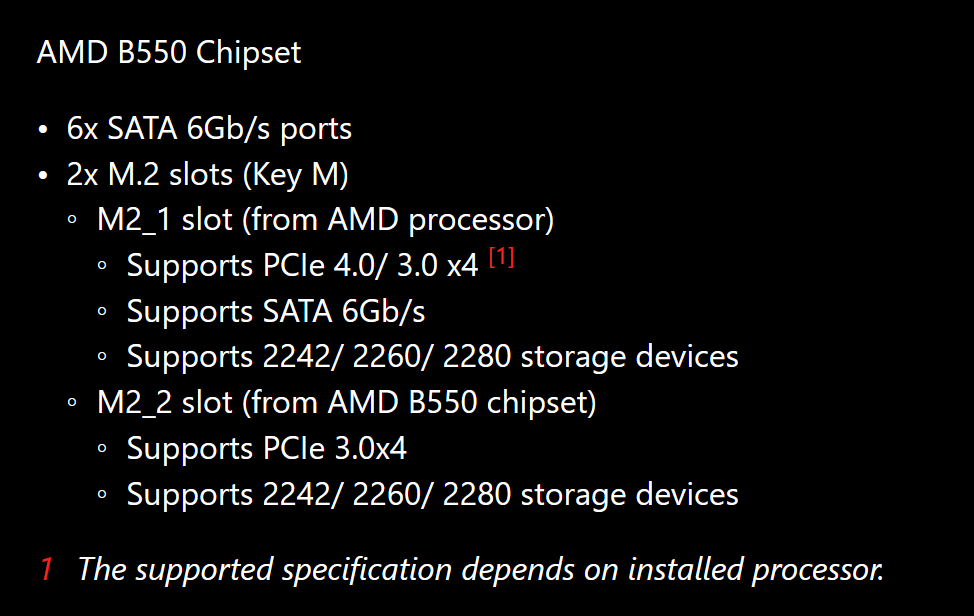 AMD B550 Chipset
• 6x SATA 6Gb/s ports
• 2x M.2 slots (Key M)
◦ M2_1 slot (from AMD processor)
◦ Supports PCIe 4.0/ 3.0 x4 [1]
◦ Supports SATA 6Gb/s
◦ Supports 2242/ 2260/ 2280 storage devices
◦ M2_2 slot (from AMD B550 chipset)
◦ Supports PCIe 3.0x4
◦ Supports 2242/ 2260/ 2280 storage devices
1 The supported specification depends on installed processor.